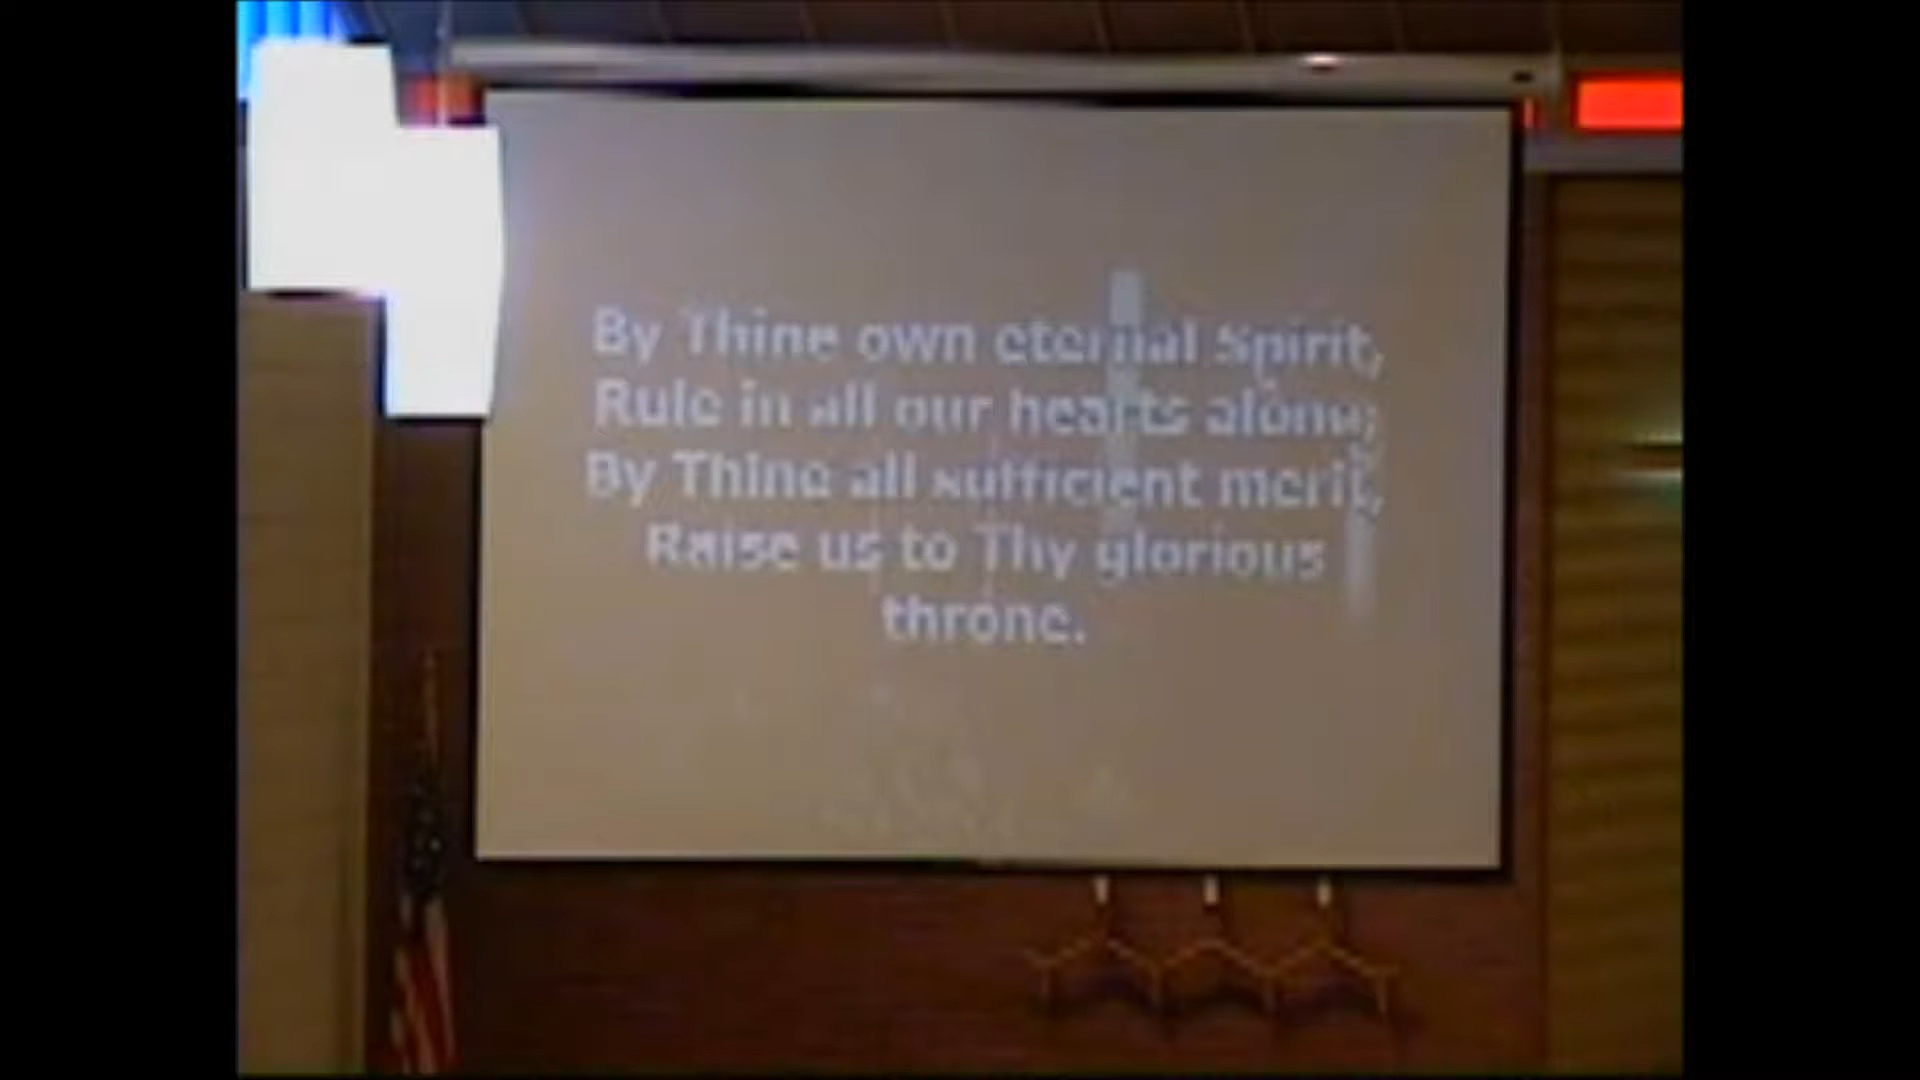 By Thine own eternal Spirit,
Rule in all our hearts alone;
By Thine all sufficient merit,
Raise us to Thy glorious
throne.